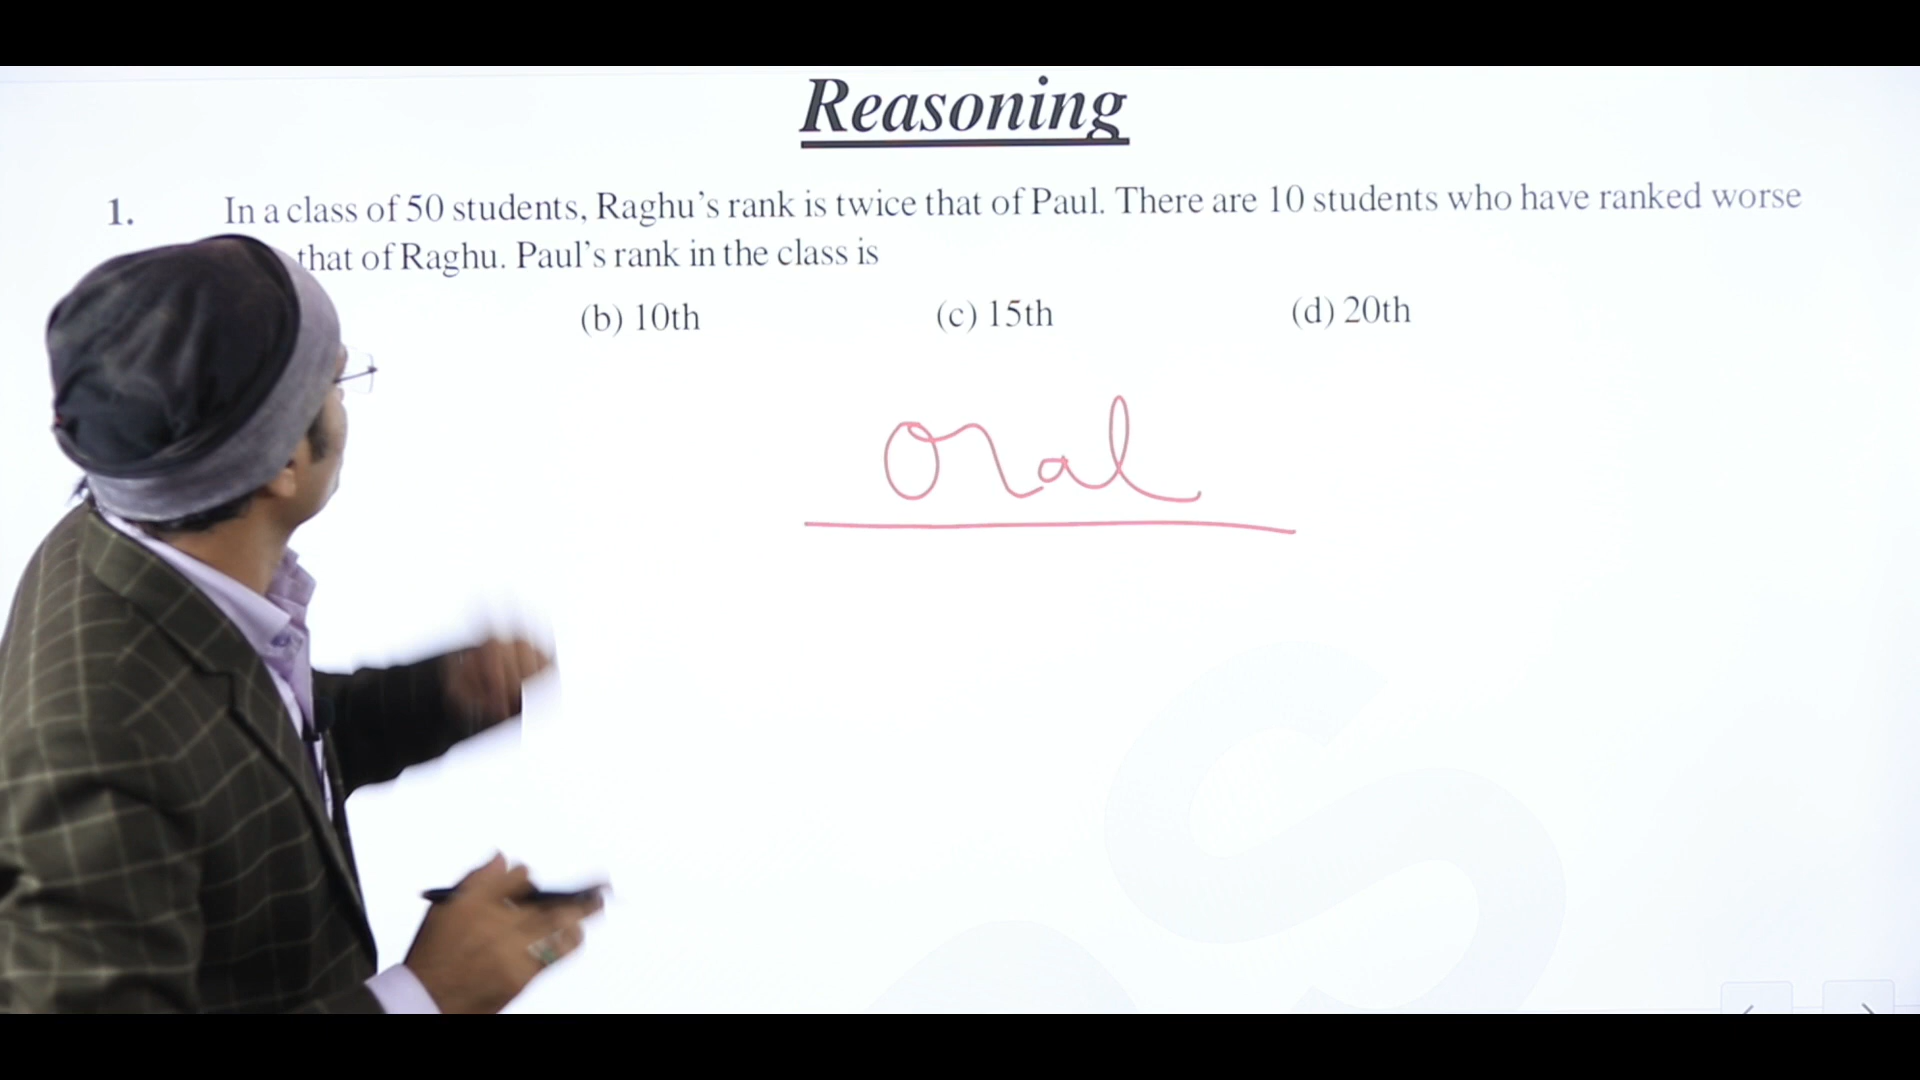 Reasoning
1. In a class of 50 students, Raghu's rank is twice that of Paul. There are 10 students who have ranked worse
that of Raghu. Paul's rank in the class is
(b) 10th (c) 15th (d) 20th
oral